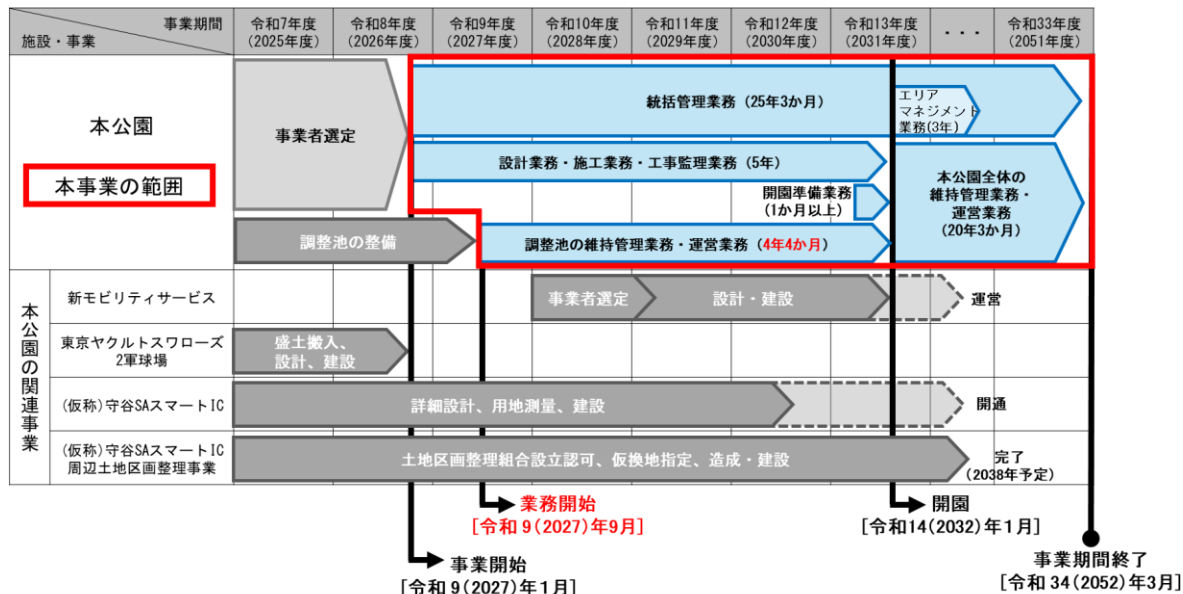 事業期間
施設・事業
令和7年度
(2025年度)
令和8年度
(2026年度)
令和9年度
(2027年度)
令和10年度
(2028年度)
令和11年度
(2029年度)
令和12年度
(2030年度)
令和13年度
(2031年度)
・・・
令和33年度
(2051年度)
本公園
本事業の範囲
事業者選定
統括管理業務(25年3か月)
エリア
マネジメント
業務(3年)
設計業務・施工業務・工事監理業務(5年)
開園準備業務
(1か月以上)
本公園全体の
維持管理業務・
運営業務
(20年3か月)
調整池の整備
調整池の維持管理業務・運営業務(4年4か月)
本公園の関連事業
新モビリティサービス
事業者選定
設計・建設
運営
東京ヤクルトスワローズ
2軍球場
盛土搬入、
設計、建設
(仮称)守谷SAスマートIC
詳細設計、用地測量、建設
開通
(仮称)守谷SAスマートIC
周辺土地区画整理事業
土地区画整理組合設立認可、仮換地指定、造成・建設
完了
(2038年予定)
業務開始
[令和9(2027)年9月]
開園
[令和14(2032)年1月]
事業開始
[令和9(2027)年1月]
事業期間終了
[令和34(2052)年3月]